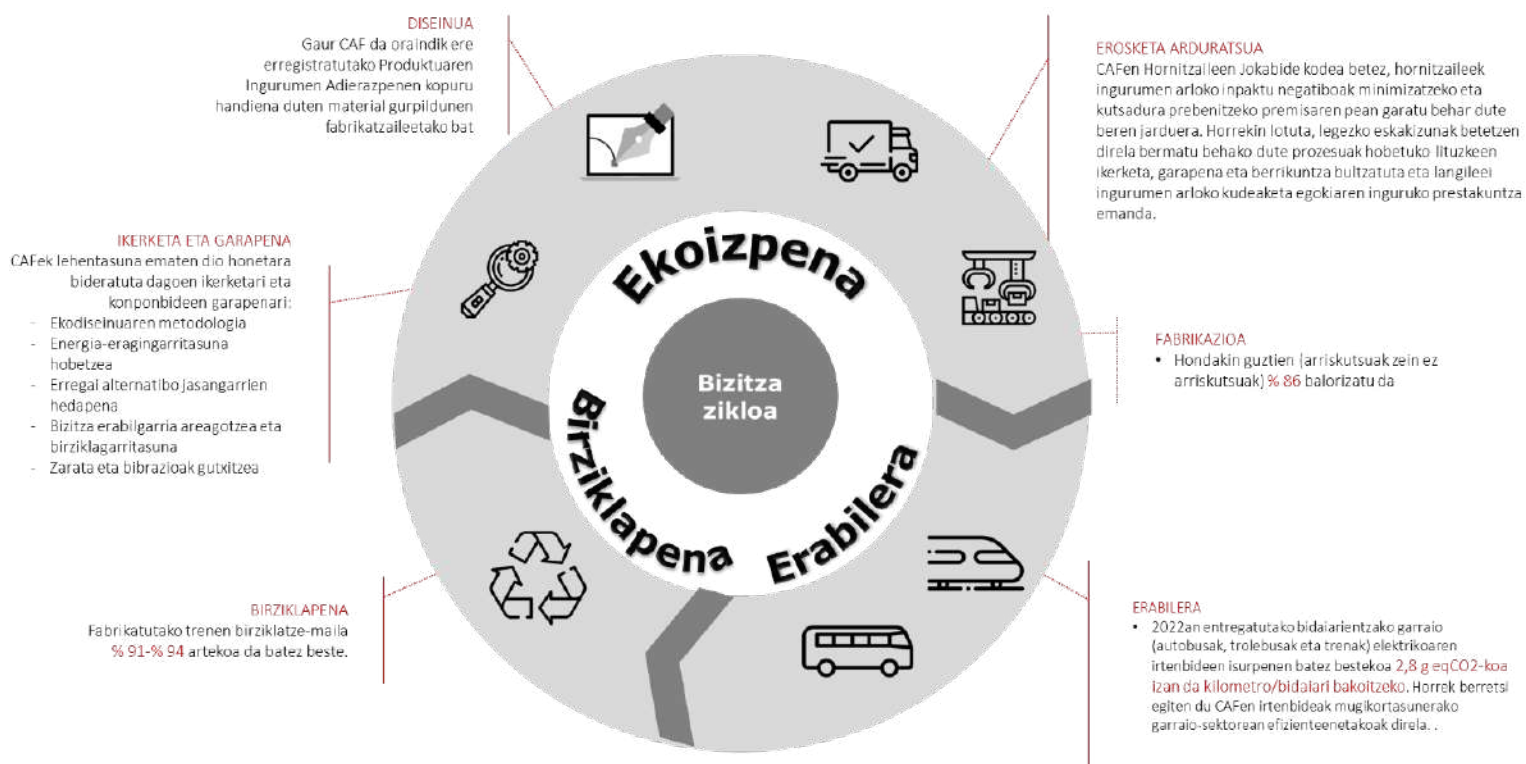 DISEINUA
Gaur CAF da oraindik ere
erregistratutako Produktuaren
Ingurumen Adierazpenen kopuru
handiena duten material gurpildunen
fabrikatzaileetako bat
EROSKETA ARDURATSUA
CAFen Hornitzaileen Jokabide kodea betez, hornitzaileek
ingurumen arloko inpaktu negatiboak minimizatzeko eta
kutsadura prebenitzeko premisaren pean garatu behar dute
beren jarduera. Horrekin lotuta, legezko eskakizunak betetzen
direla bermatu behako dute prozesuak hobetuko lituzkeen
ikerketa, garapena eta berrikuntza bultzatuta eta langileei
ingurumen arloko kudeaketa egokiaren inguruko prestakuntza
emanda.
IKERKETA ETA GARAPENA
CAFek lehentasuna ematen dio honetara
bideratuta dagoen ikerketari eta
konponbideen garapenari:
- Ekodiseinuaren metodologia
- Energia-eragingarritasuna
hobetzea
- Erregai alternatibo jasangarrien
hedapena
- Bizitza erabilgarria areagotzea eta
birziklagarritasuna
- Zarata eta bibrazioak gutxitzea
Ekoizpena
Bizitza
zikloa
Birziklapena
Erabilera
FABRIKAZIOA
• Hondakin guztien (arriskutsuak zein ez
arriskutsuak) % 86 balorizatu da
BIRZIKLAPENA
Fabrikatutako trenen birziklatze-maila
% 91-% 94 artekoa da batez beste.
ERABILERA
• 2022an entregatutako bidaiarientzako garraio
(autobusak, trolebusak eta trenak) elektrikoaren
irtenbideen isurpenen batez bestekoa 2,8 g eqCO2-koa
izan da kilometro/bidaiari bakoitzeko. Horrek berretsi
egiten du CAFen irtenbideak mugikortasunerako
garraio-sektorean efizienteenetakoak direla. .